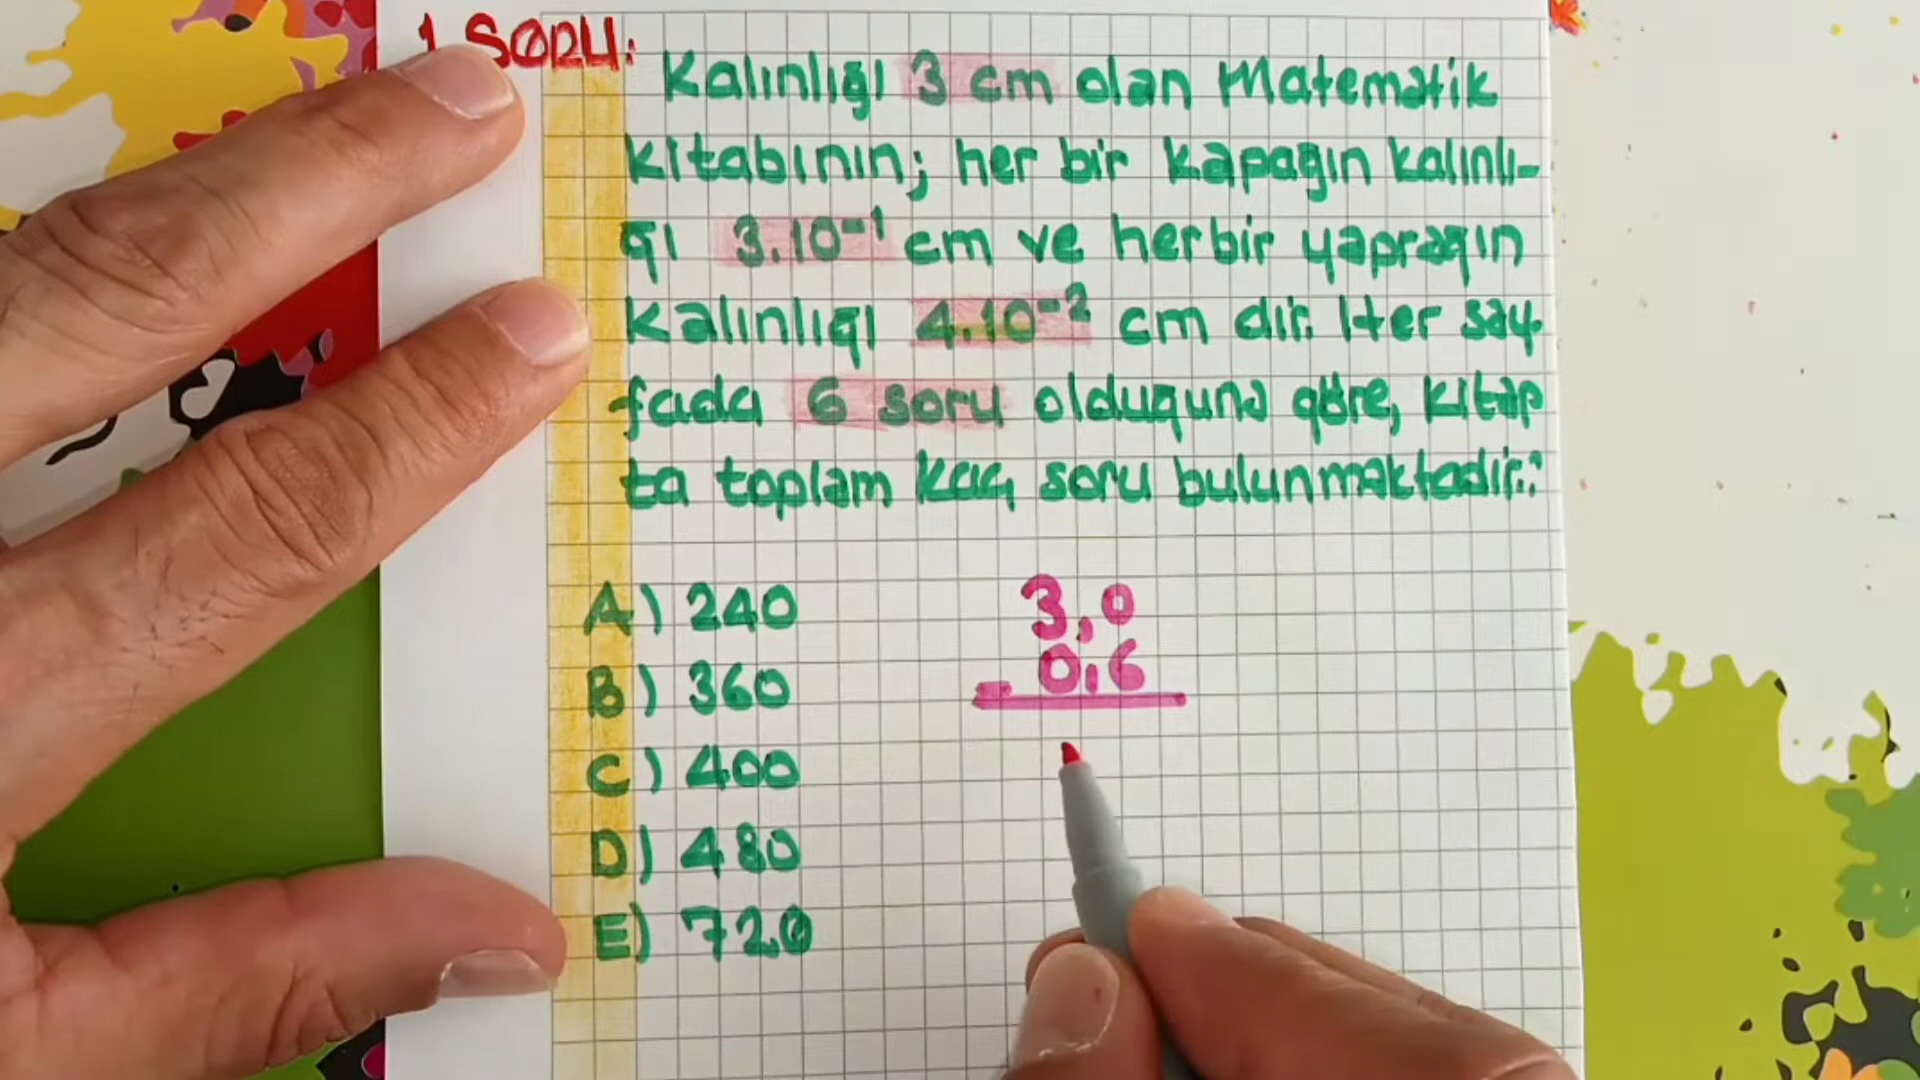 1 SORU:
Kalınlığı 3 cm olan Matematik
kitabının; her bir kapağın kalınlı-
ğı 3.10⁻¹ cm ve herbir yaprağın
kalınlığı 4.10⁻² cm dir. Her say-
fada 6 soru olduğuna göre, kitap
ta toplam kaç soru bulunmaktadır?
A) 240
B) 360
C) 400
D) 480
E) 720
3,0
- 0,6